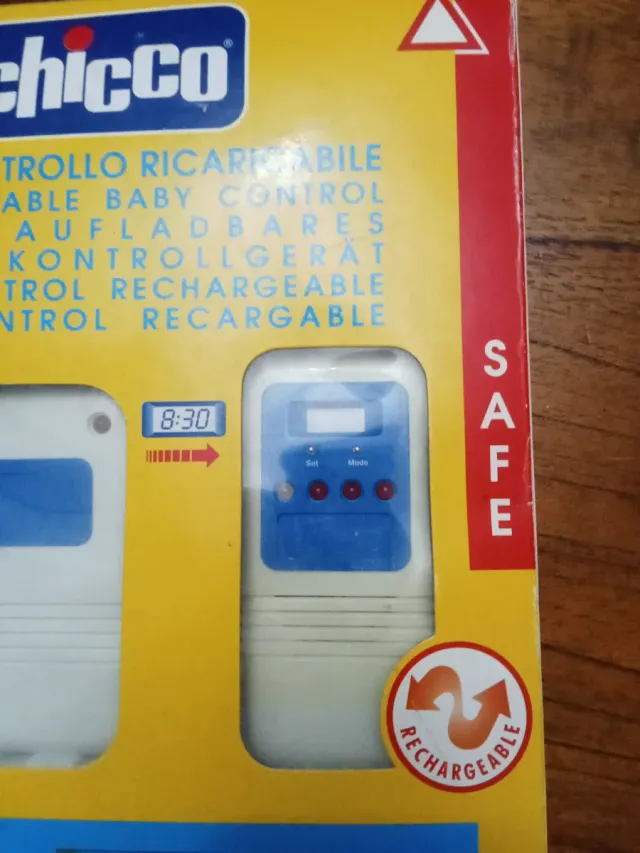 chicco®
TROLLO RICARICABILE
ABLE BABY CONTROL
AUFLADBARES
KONTROLLGERÄT
TROL RECHARGEABLE
NTROL RECARGABLE
8:30
Set Mode
SAFE
RECHARGEABLE